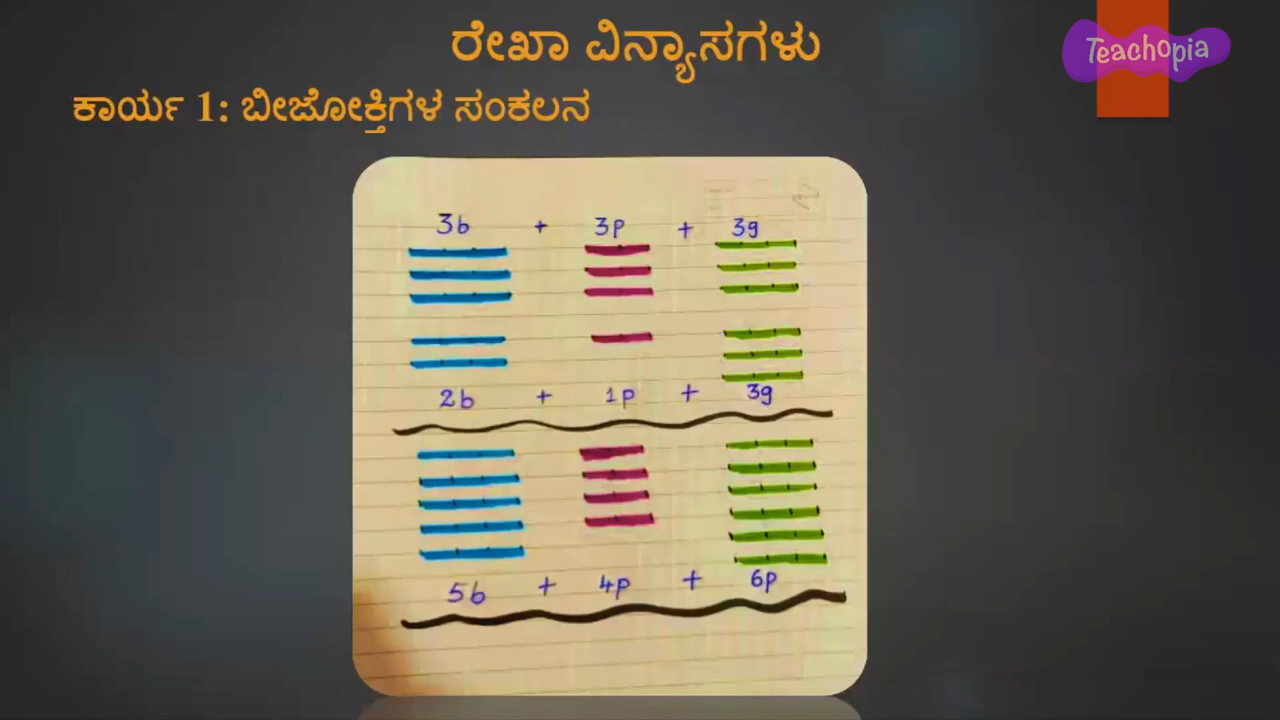 ರೇಖಾ ವಿನ್ಯಾಸಗಳು
Teachopia
ಕಾರ್ಯ 1: ಬೀಜೋಕ್ತಿಗಳ ಸಂಕಲನ
3b + 3p + 3g
2b + 1p + 3g
5b + 4p + 6p